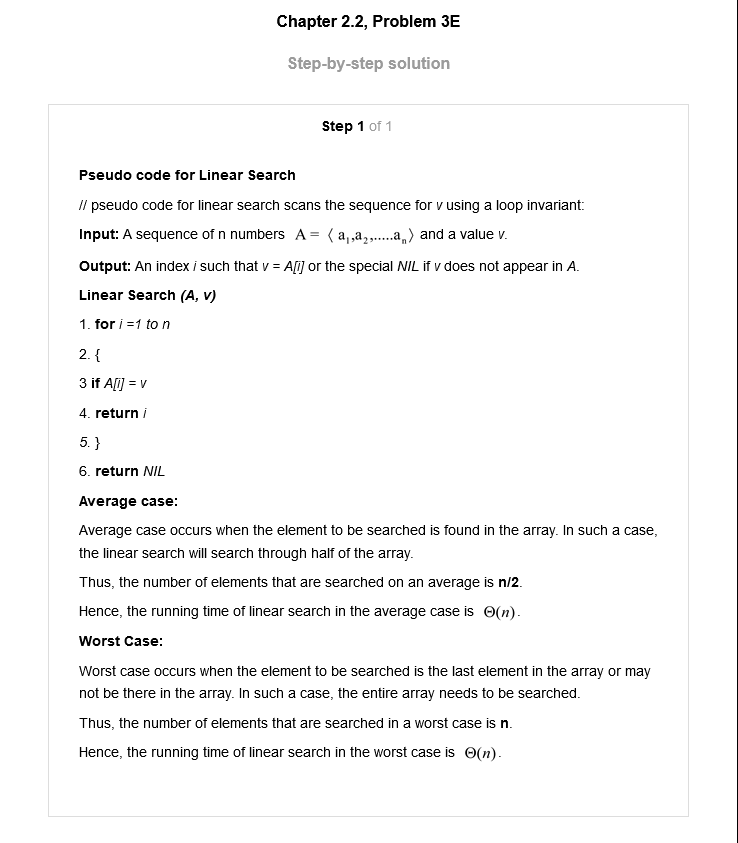 Chapter 2.2, Problem 3E
Step-by-step solution
Step 1 of 1
Pseudo code for Linear Search
// pseudo code for linear search scans the sequence for v using a loop invariant:
Input: A sequence of n numbers A = ⟨ a₁,a₂,.....aₙ⟩ and a value v.
Output: An index i such that v = A[i] or the special NIL if v does not appear in A.
Linear Search (A, v)
1. for i =1 to n
2. {
3 if A[i] = v
4. return i
5. }
6. return NIL
Average case:
Average case occurs when the element to be searched is found in the array. In such a case,
the linear search will search through half of the array.
Thus, the number of elements that are searched on an average is n/2.
Hence, the running time of linear search in the average case is Θ(n).
Worst Case:
Worst case occurs when the element to be searched is the last element in the array or may
not be there in the array. In such a case, the entire array needs to be searched.
Thus, the number of elements that are searched in a worst case is n.
Hence, the running time of linear search in the worst case is Θ(n).